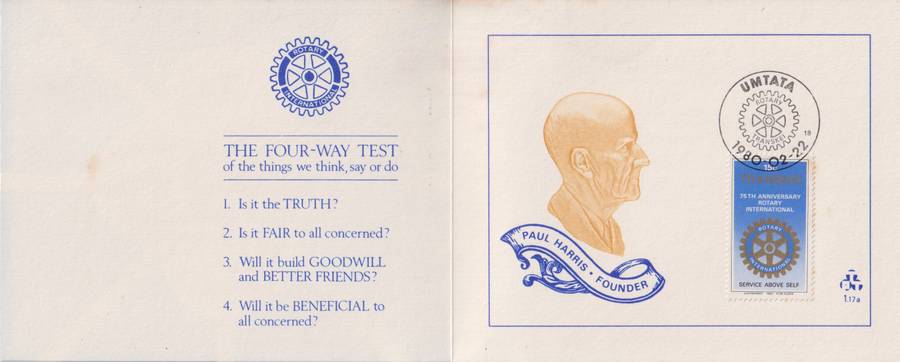 ROTARY
INTERNATIONAL
THE FOUR-WAY TEST
of the things we think, say or do
1. Is it the TRUTH?
2. Is it FAIR to all concerned?
3. Will it build GOODWILL
and BETTER FRIENDS?
4. Will it be BENEFICIAL to
all concerned?
PAUL HARRIS · FOUNDER
UMTATA
ROTARY
TRANSKEI
18
1980-02-22
15c
TRANSKEI
75TH ANNIVERSARY
ROTARY
INTERNATIONAL
ROTARY
INTERNATIONAL
SERVICE ABOVE SELF
1.17a